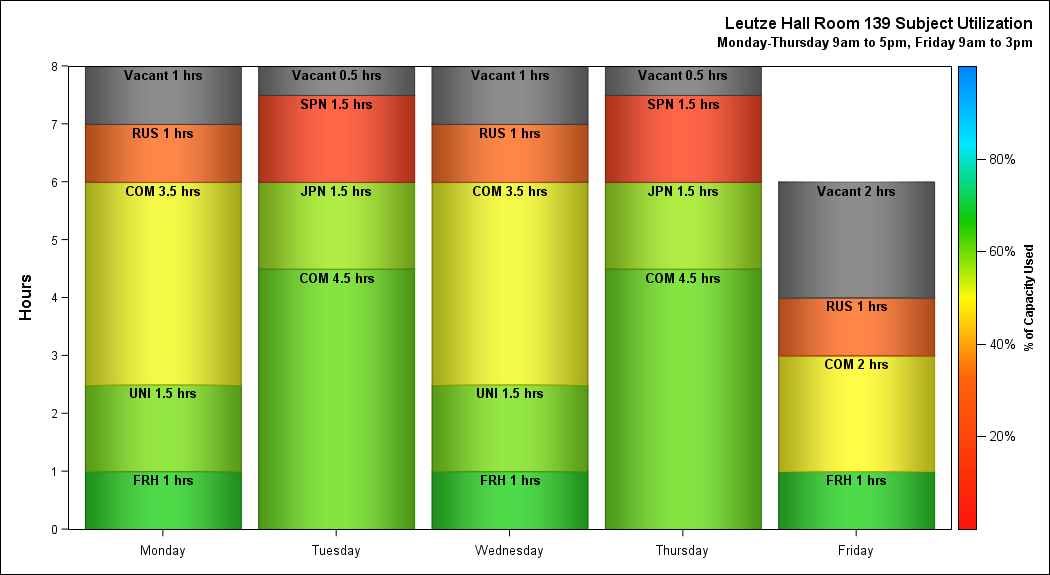 Leutze Hall Room 139 Subject Utilization
Monday-Thursday 9am to 5pm, Friday 9am to 3pm
Hours
8
7
6
5
4
3
2
1
0
Vacant 1 hrs
RUS 1 hrs
COM 3.5 hrs
UNI 1.5 hrs
FRH 1 hrs
Vacant 0.5 hrs
SPN 1.5 hrs
JPN 1.5 hrs
COM 4.5 hrs
Vacant 1 hrs
RUS 1 hrs
COM 3.5 hrs
UNI 1.5 hrs
FRH 1 hrs
Vacant 0.5 hrs
SPN 1.5 hrs
JPN 1.5 hrs
COM 4.5 hrs
Vacant 2 hrs
RUS 1 hrs
COM 2 hrs
FRH 1 hrs
Monday
Tuesday
Wednesday
Thursday
Friday
80%
60%
40%
20%
% of Capacity Used